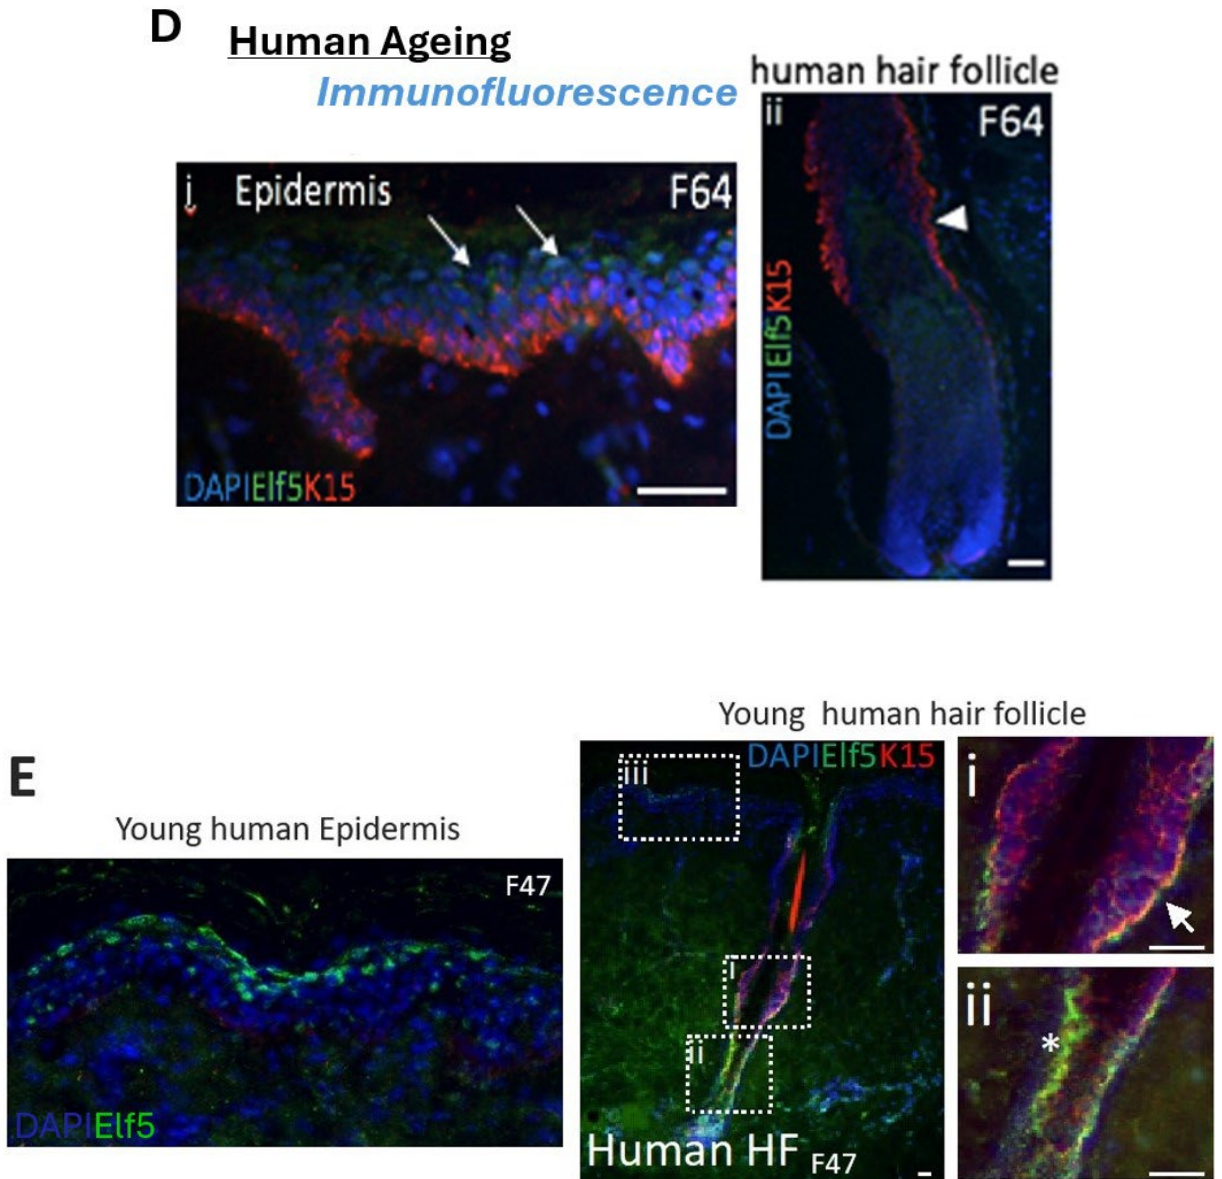 D
Human Ageing
Immunofluorescence
i Epidermis F64
DAPIElf5K15
human hair follicle
ii F64
DAPIElf5K15
E
Young human Epidermis
F47
DAPIElf5
Young human hair follicle
DAPIElf5K15
iii
i
ii
Human HF F47
i
ii
*